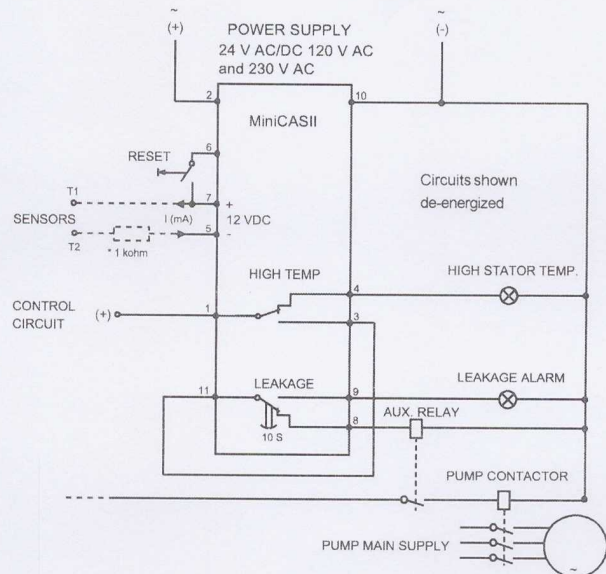 ~
(+)
~
(-)
POWER SUPPLY
24 V AC/DC 120 V AC
and 230 V AC
2
10
MiniCASII
6
RESET
Circuits shown
de-energized
T1
7
+
I (mA)
12 VDC
SENSORS
5
-
T2
* 1 kohm
HIGH TEMP
4
HIGH STATOR TEMP.
CONTROL
CIRCUIT
(+)
1
3
11
LEAKAGE
9
LEAKAGE ALARM
AUX. RELAY
10 S
8
PUMP CONTACTOR
PUMP MAIN SUPPLY
~